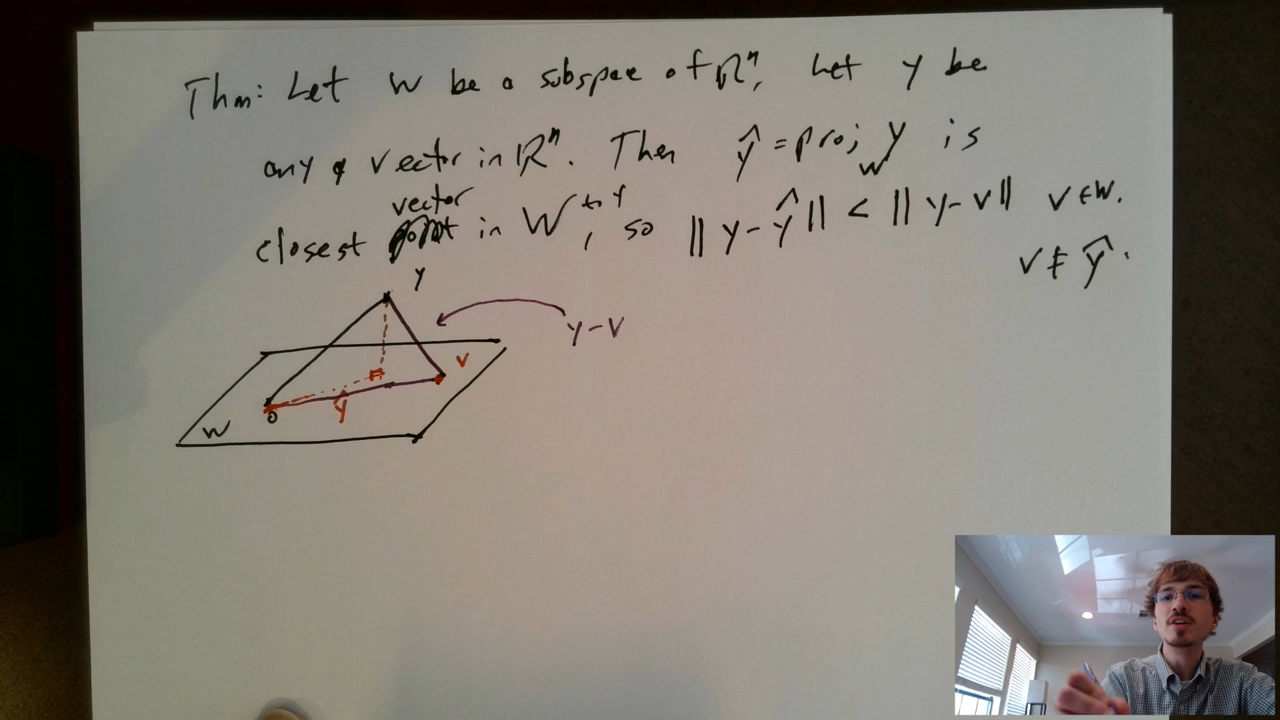 Thm: Let W be a subspace of ℝⁿ, Let y be
any vector in ℝⁿ. Then ŷ = proj_W y is
closest vector in W to y, so ‖y-ŷ‖ < ‖y-v‖ v∈W.
v ≠ ŷ.
y
y-v
v
ŷ
0
W